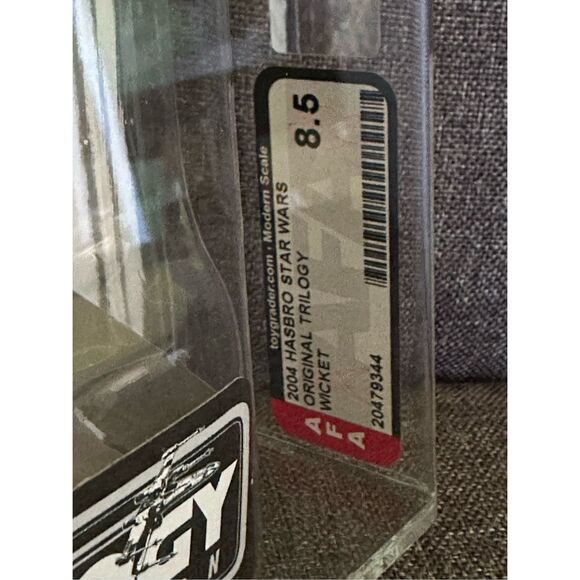 toygrader.com • Modern Scale
2004 HASBRO STAR WARS
ORIGINAL TRILOGY
WICKET
8.5
20479344
AFA
GY
N